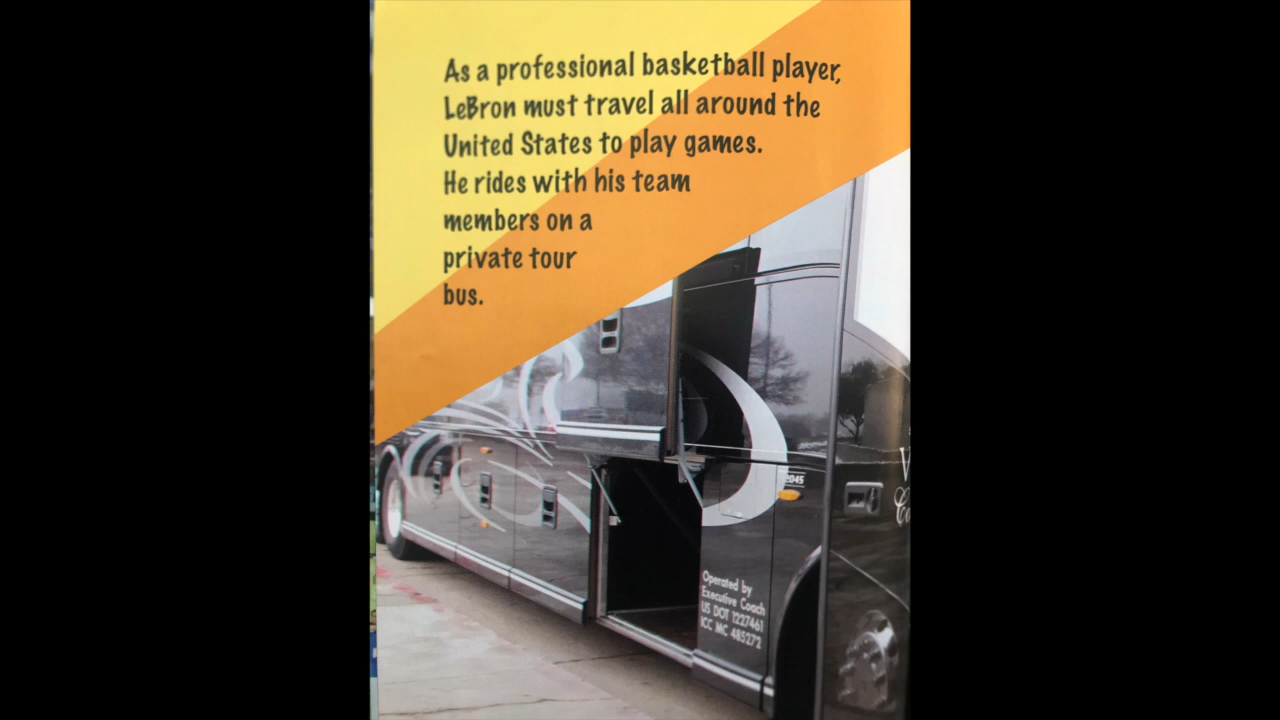 As a professional basketball player,
LeBron must travel all around the
United States to play games.
He rides with his team
members on a
private tour
bus.
2045
Operated by
Executive Coach
US DOT 1227461
ICC MC 485272